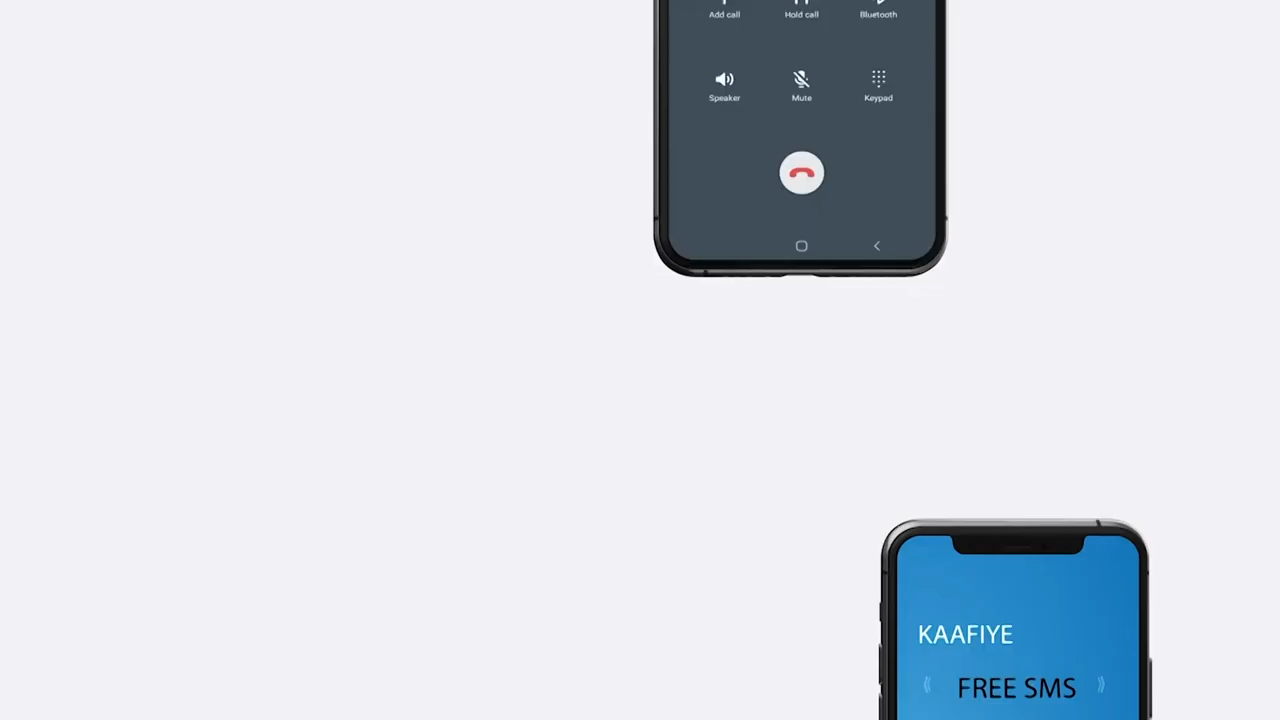 Add call Hold call Bluetooth
Speaker Mute Keypad
KAAFIYE
FREE SMS